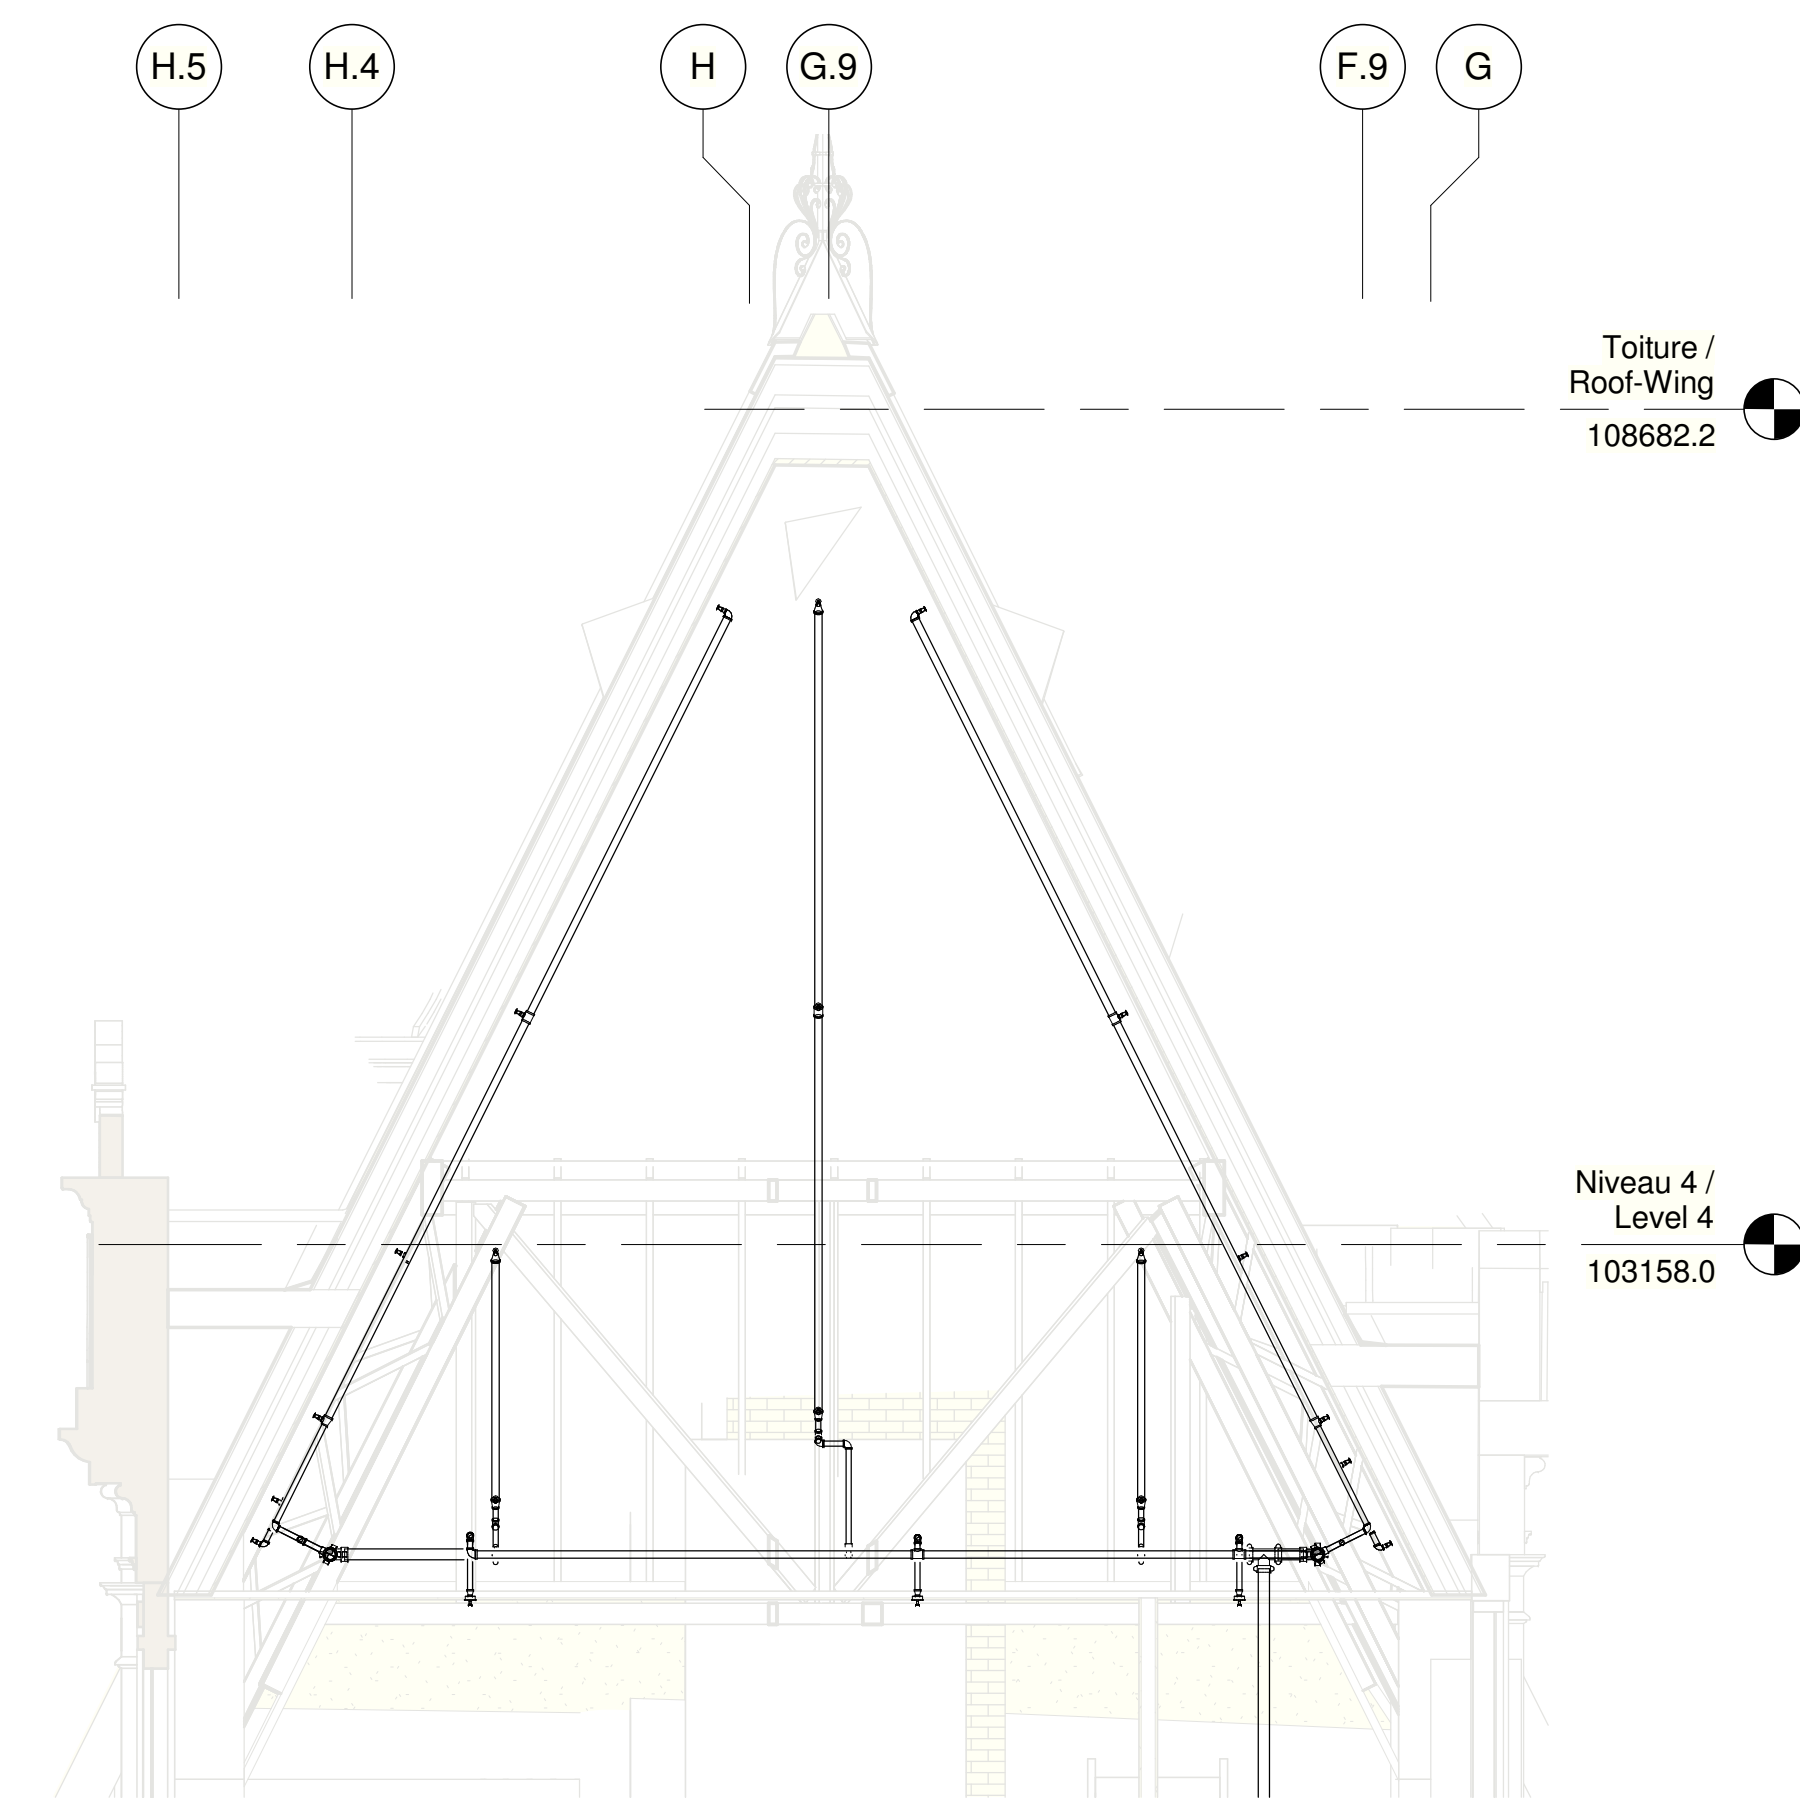 H.5
H.4
H
G.9
F.9
G
Toiture /
Roof-Wing
108682.2
Niveau 4 /
Level 4
103158.0